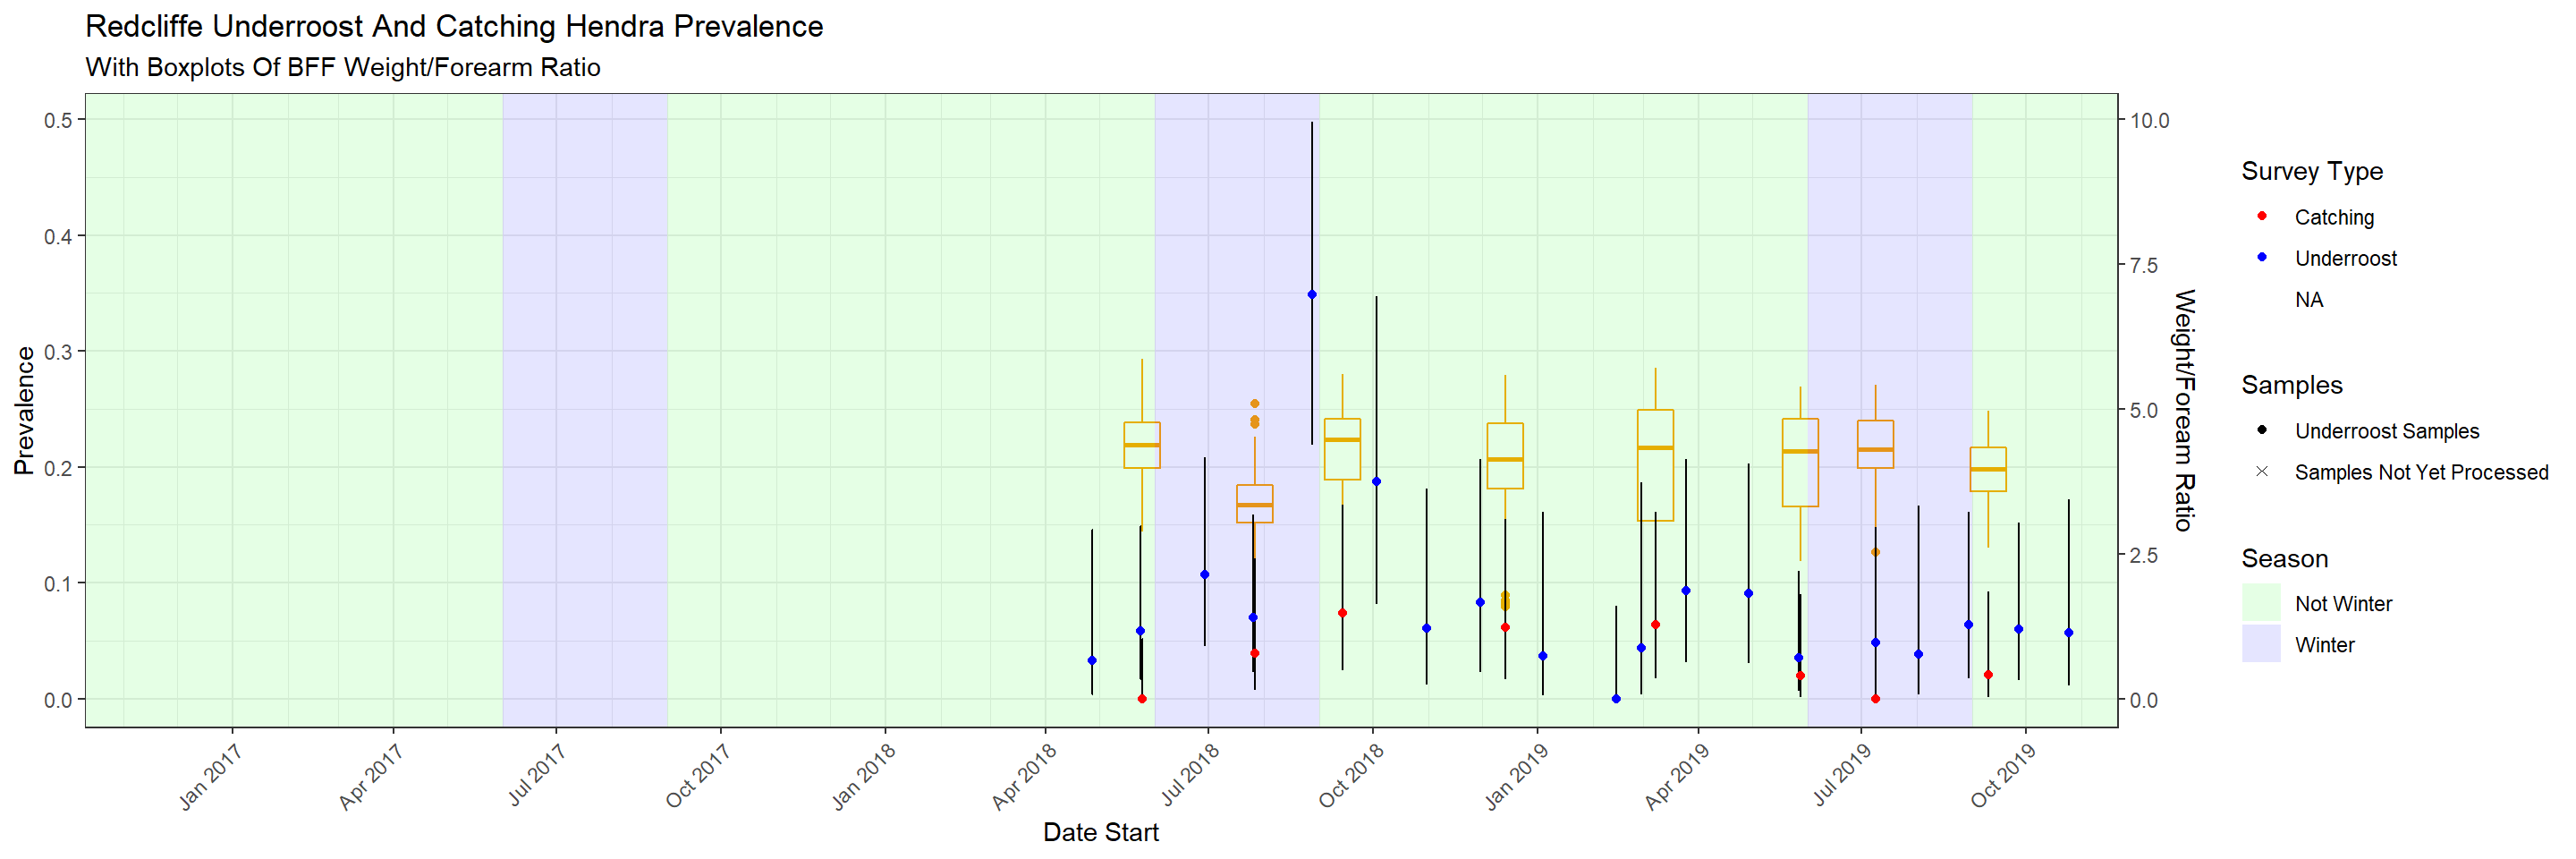 Redcliffe Underroost And Catching Hendra Prevalence
With Boxplots Of BFF Weight/Forearm Ratio
Prevalence
0.5
0.4
0.3
0.2
0.1
0.0
10.0
7.5
5.0
2.5
0.0
Weight/Foream Ratio
Jan 2017
Apr 2017
Jul 2017
Oct 2017
Jan 2018
Apr 2018
Jul 2018
Oct 2018
Jan 2019
Apr 2019
Jul 2019
Oct 2019
Date Start
Survey Type
Catching
Underroost
NA
Samples
Underroost Samples
Samples Not Yet Processed
Season
Not Winter
Winter